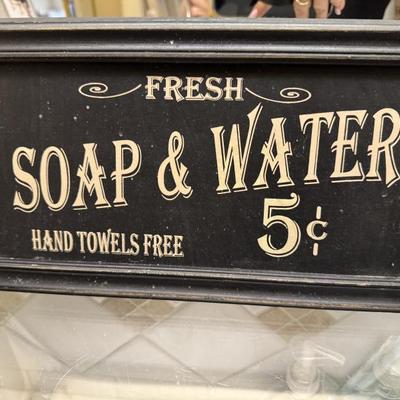 FRESH
SOAP & WATER
5¢
HAND TOWELS FREE